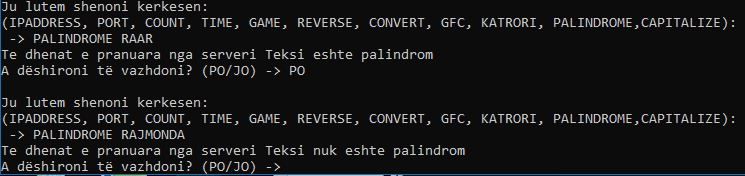 Ju lutem shenoni kerkesen:
(IPADDRESS, PORT, COUNT, TIME, GAME, REVERSE, CONVERT, GFC, KATRORI, PALINDROME,CAPITALIZE):
-> PALINDROME RAAR
Te dhenat e pranuara nga serveri Teksi eshte palindrom
A dëshironi të vazhdoni? (PO/JO) -> PO
Ju lutem shenoni kerkesen:
(IPADDRESS, PORT, COUNT, TIME, GAME, REVERSE, CONVERT, GFC, KATRORI, PALINDROME,CAPITALIZE):
-> PALINDROME RAJMONDA
Te dhenat e pranuara nga serveri Teksi nuk eshte palindrom
A dëshironi të vazhdoni? (PO/JO) ->